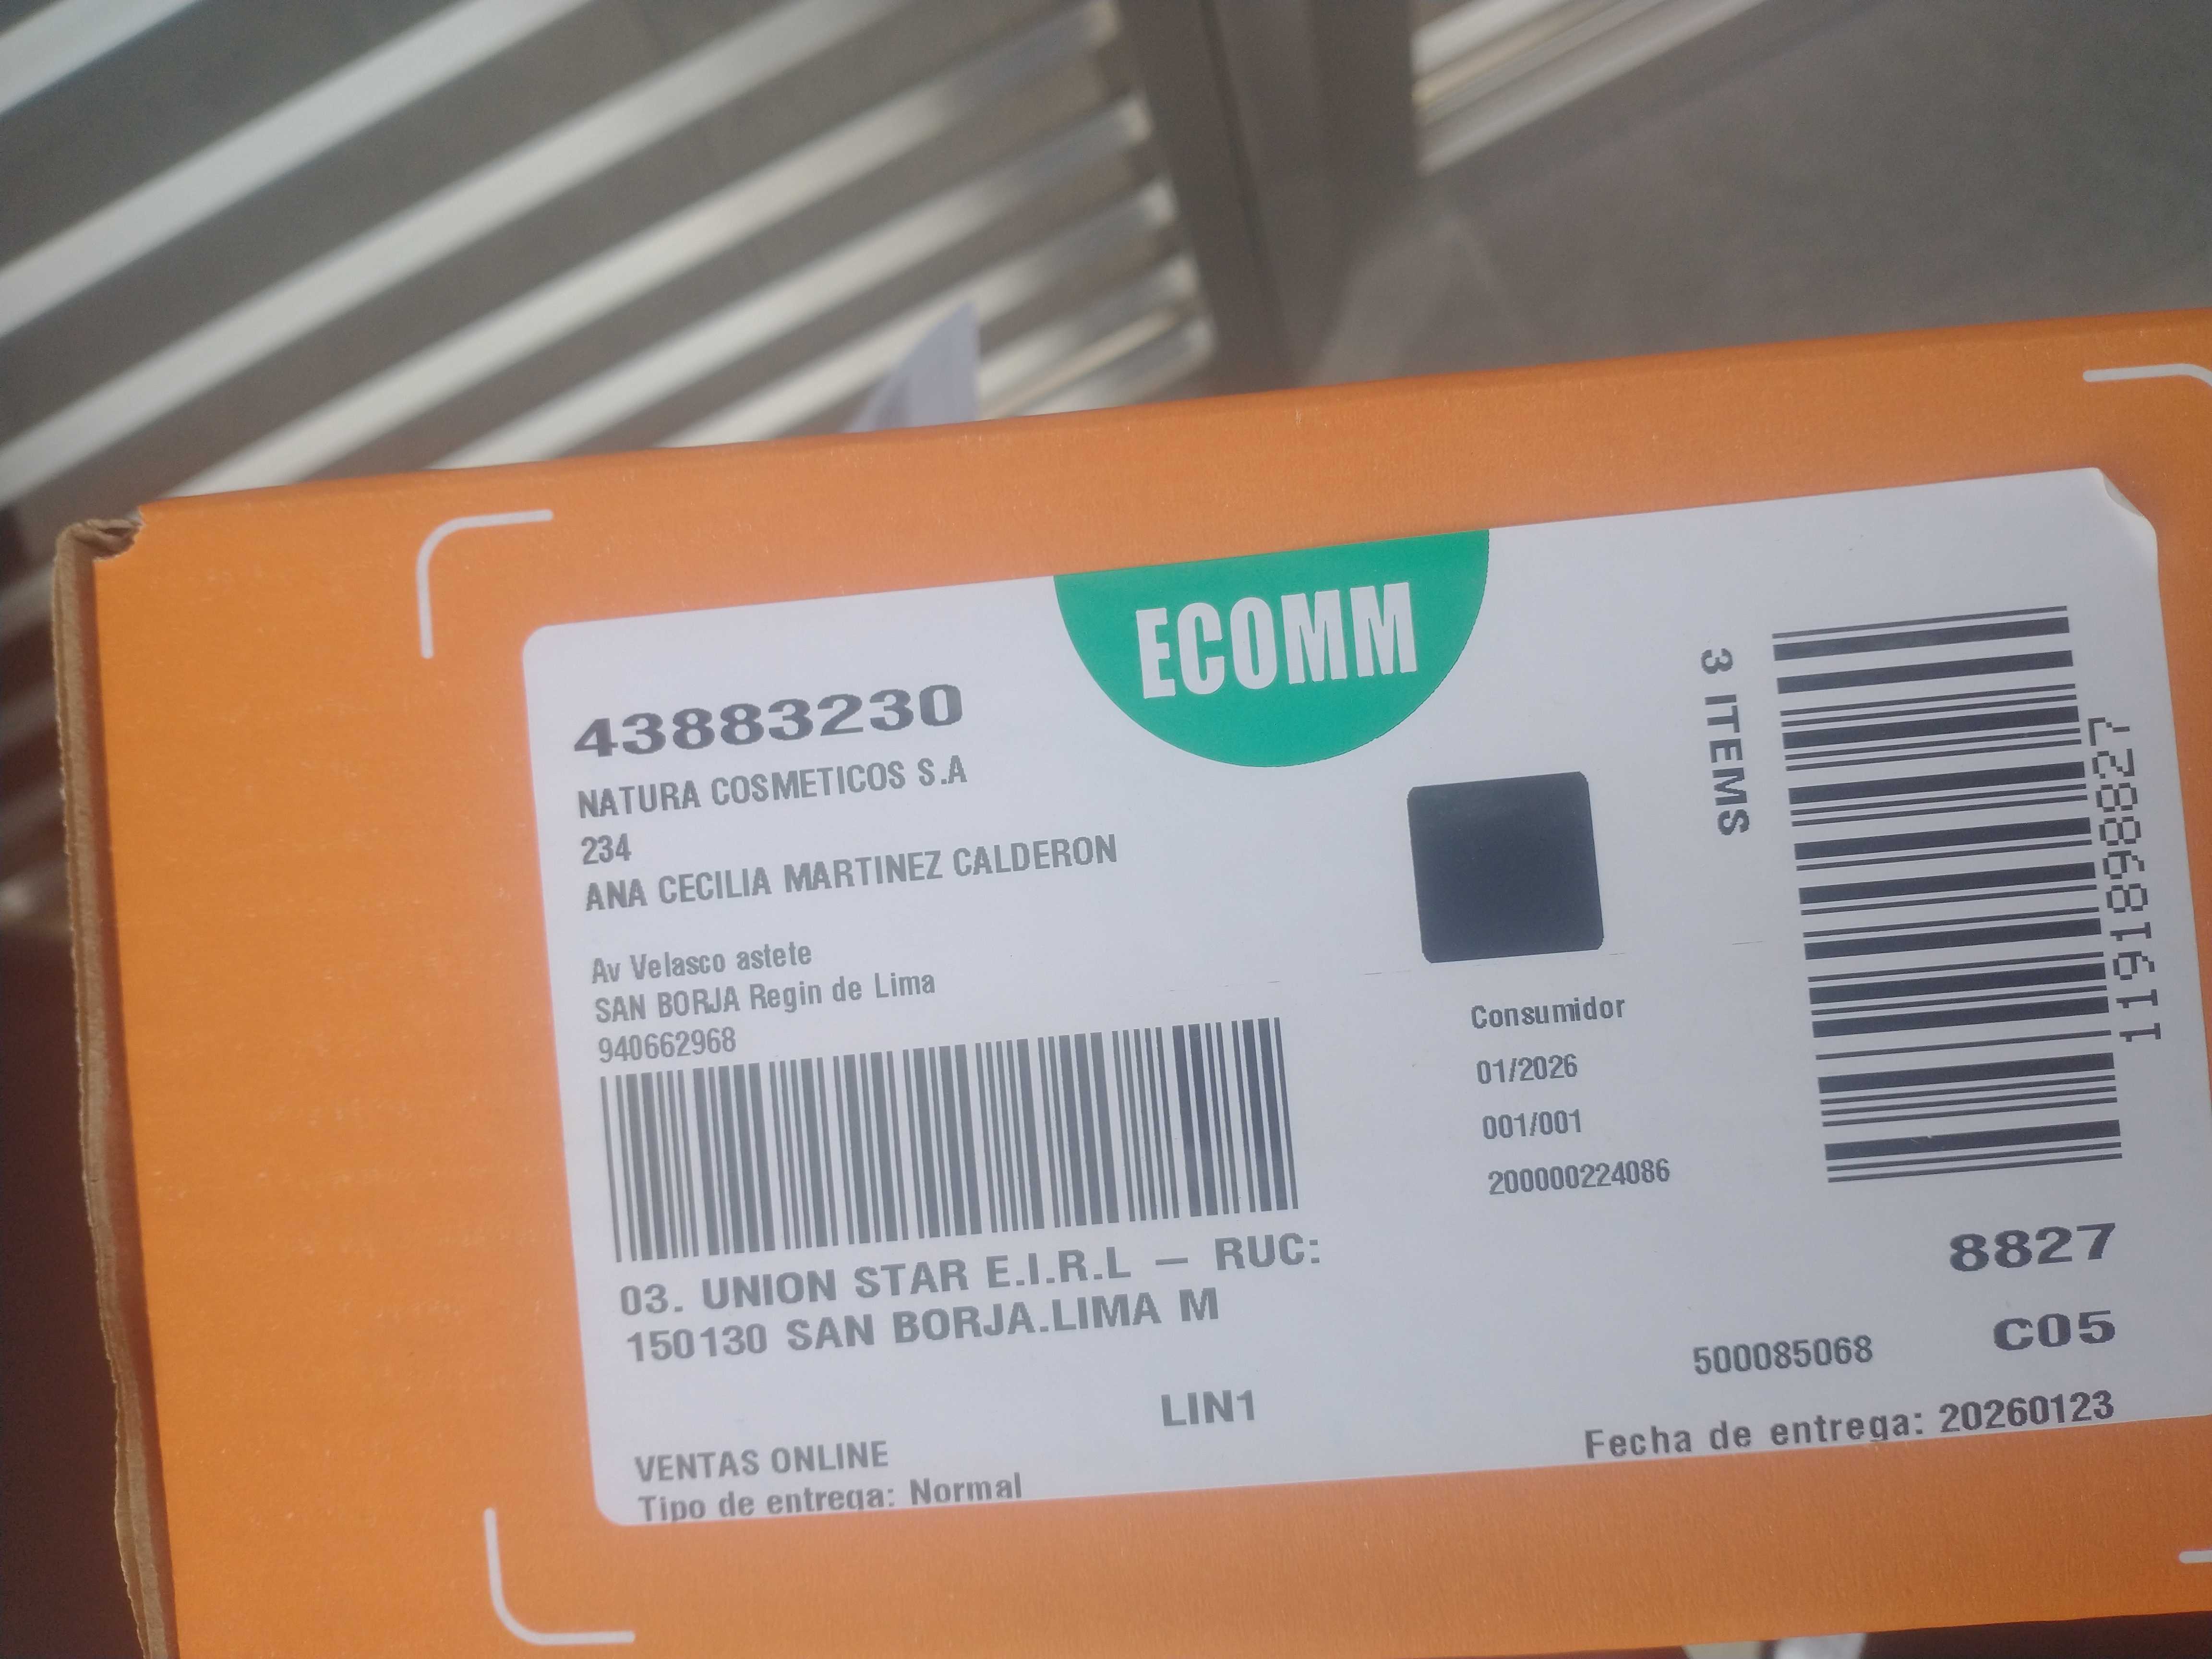 ECOMM
43883230
NATURA COSMETICOS S.A
234
ANA CECILIA MARTINEZ CALDERON
Av Velasco astete
SAN BORJA Regin de Lima
940662968
03. UNION STAR E.I.R.L – RUC:
150130 SAN BORJA.LIMA M
LIN1
VENTAS ONLINE
Tipo de entrega: Normal
Consumidor
01/2026
001/001
200000224086
3 ITEMS
11918968827
8827
C05
500085068
Fecha de entrega: 20260123